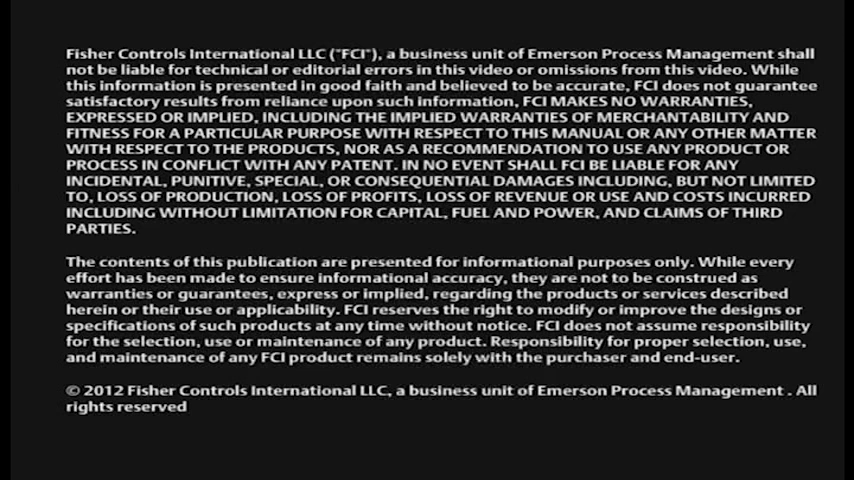 Fisher Controls International LLC ("FCI"), a business unit of Emerson Process Management shall
not be liable for technical or editorial errors in this video or omissions from this video. While
this information is presented in good faith and believed to be accurate, FCI does not guarantee
satisfactory results from reliance upon such information, FCI MAKES NO WARRANTIES,
EXPRESSED OR IMPLIED, INCLUDING THE IMPLIED WARRANTIES OF MERCHANTABILITY AND
FITNESS FOR A PARTICULAR PURPOSE WITH RESPECT TO THIS MANUAL OR ANY OTHER MATTER
WITH RESPECT TO THE PRODUCTS, NOR AS A RECOMMENDATION TO USE ANY PRODUCT OR
PROCESS IN CONFLICT WITH ANY PATENT. IN NO EVENT SHALL FCI BE LIABLE FOR ANY
INCIDENTAL, PUNITIVE, SPECIAL, OR CONSEQUENTIAL DAMAGES INCLUDING, BUT NOT LIMITED
TO, LOSS OF PRODUCTION, LOSS OF PROFITS, LOSS OF REVENUE OR USE AND COSTS INCURRED
INCLUDING WITHOUT LIMITATION FOR CAPITAL, FUEL AND POWER, AND CLAIMS OF THIRD
PARTIES.
The contents of this publication are presented for informational purposes only. While every
effort has been made to ensure informational accuracy, they are not to be construed as
warranties or guarantees, express or implied, regarding the products or services described
herein or their use or applicability. FCI reserves the right to modify or improve the designs or
specifications of such products at any time without notice. FCI does not assume responsibility
for the selection, use or maintenance of any product. Responsibility for proper selection, use,
and maintenance of any FCI product remains solely with the purchaser and end-user.
© 2012 Fisher Controls International LLC, a business unit of Emerson Process Management . All
rights reserved